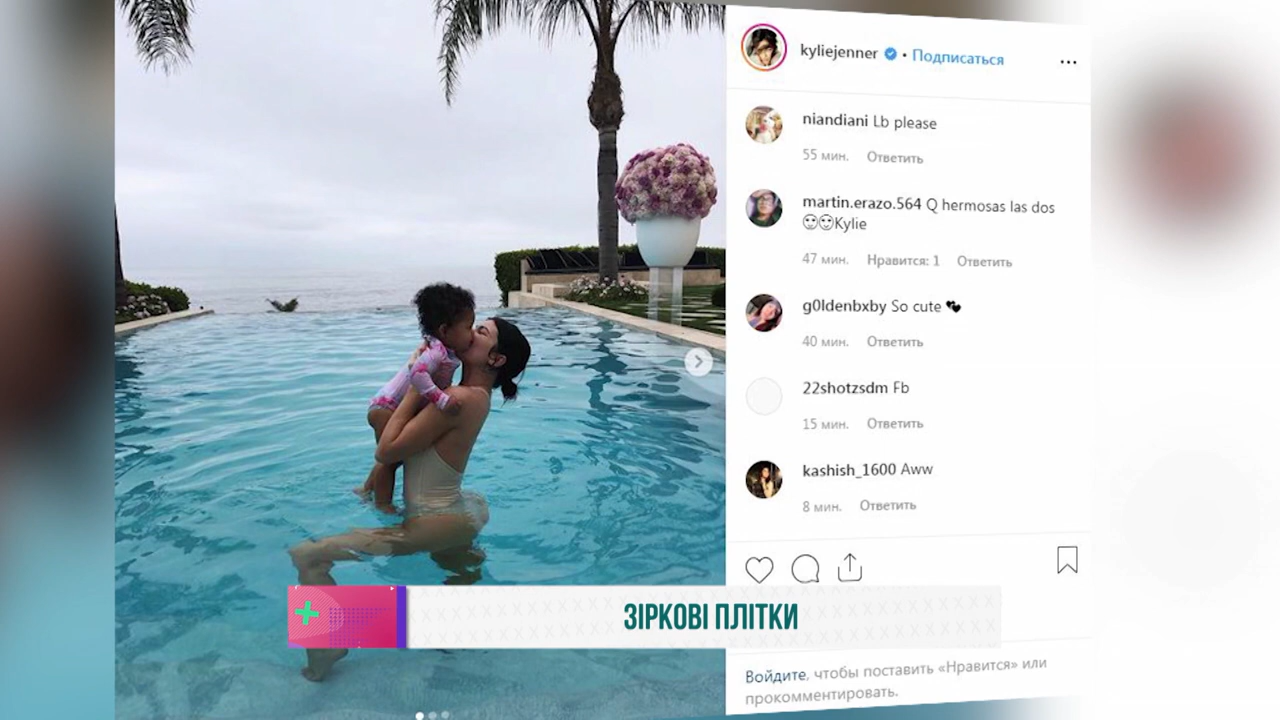 kyliejenner • Подписаться
niandiani Lb please
55 мин. Ответить
martin.erazo.564 Q hermosas las dos
Kylie
47 мин. Нравится: 1 Ответить
g0ldenbxby So cute
40 мин. Ответить
22shotzsdm Fb
15 мин. Ответить
kashish_1600 Aww
8 мин. Ответить
ЗІРКОВІ ПЛІТКИ
Войдите, чтобы поставить «Нравится» или
прокомментировать.